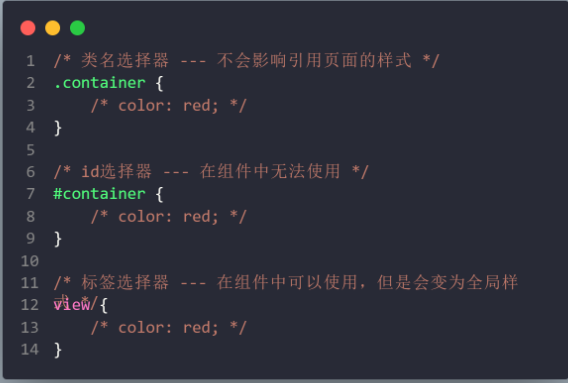 1 /* 类名选择器 --- 不会影响引用页面的样式 */
2 .container {
3 /* color: red; */
4 }
5
6 /* id选择器 --- 在组件中无法使用 */
7 #container {
8 /* color: red; */
9 }
10
11 /* 标签选择器 --- 在组件中可以使用，但是会变为全局样
式 */
12 view {
13 /* color: red; */
14 }